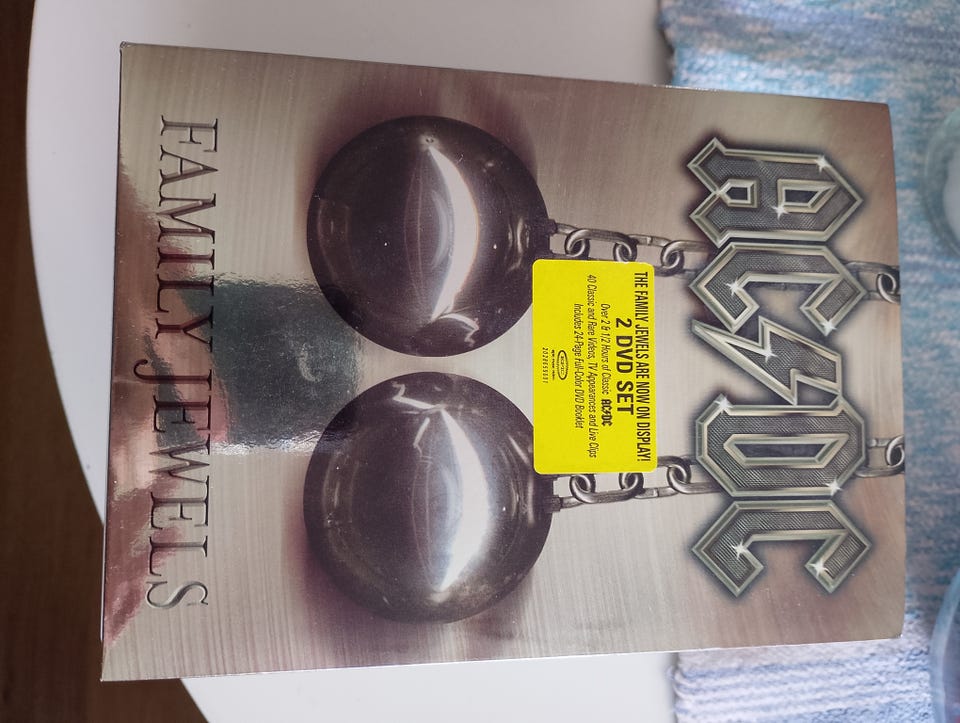 AC/DC
THE FAMILY JEWELS ARE NOW ON DISPLAY!
2 DVD SET
Over 2 & 1/2 Hours of Classic AC/DC
40 Classic and Rare Videos, TV Appearances and Live Clips
Includes 24-Page Full-Color DVD Booklet
FAMILY JEWELS